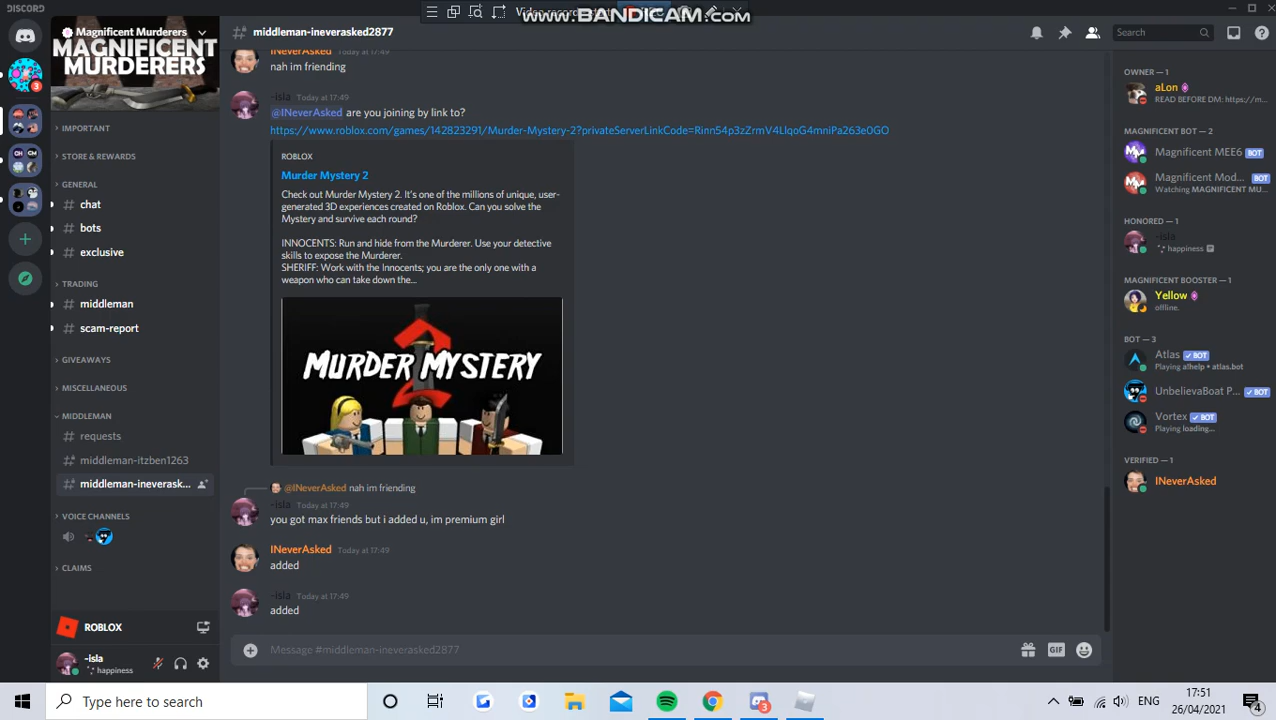 DISCORD
www.BANDICAM.com
Magnificent Murderers
MAGNIFICENT
MURDERERS
IMPORTANT
STORE & REWARDS
GENERAL
# chat
# bots
# exclusive
TRADING
# middleman
# scam-report
GIVEAWAYS
MISCELLANEOUS
MIDDLEMAN
# requests
# middleman-itzben1263
# middleman-ineverask...
VOICE CHANNELS
CLAIMS
ROBLOX
-isla
happiness
# middleman-ineverasked2877
Search
INeverAsked Today at 17:49
nah im friending
-isla Today at 17:49
@INeverAsked are you joining by link to?
https://www.roblox.com/games/142823291/Murder-Mystery-2?privateServerLinkCode=Rinn54p3zZrmV4LlqoG4mniPa263e0GO
ROBLOX
Murder Mystery 2
Check out Murder Mystery 2. It's one of the millions of unique, user-
generated 3D experiences created on Roblox. Can you solve the
Mystery and survive each round?
INNOCENTS: Run and hide from the Murderer. Use your detective
skills to expose the Murderer.
SHERIFF: Work with the Innocents; you are the only one with a
weapon who can take down the...
MURDER MYSTERY
2
@INeverAsked nah im friending
-isla Today at 17:49
you got max friends but i added u, im premium girl
INeverAsked Today at 17:49
added
-isla Today at 17:49
added
Message #middleman-ineverasked2877
GIF
OWNER — 1
aLon
READ BEFORE DM: https://m...
MAGNIFICENT BOT — 2
Magnificent MEE6 BOT
Magnificent Mod... BOT
Watching MAGNIFICENT MU...
HONORED — 1
-isla
happiness
MAGNIFICENT BOOSTER — 1
Yellow
offline.
BOT — 3
Atlas BOT
Playing a!help • atlas.bot
UnbelievaBoat P... BOT
Vortex BOT
Playing loading...
VERIFIED — 1
INeverAsked
Type here to search
3
3
ENG
17:51
26/04/2021
4